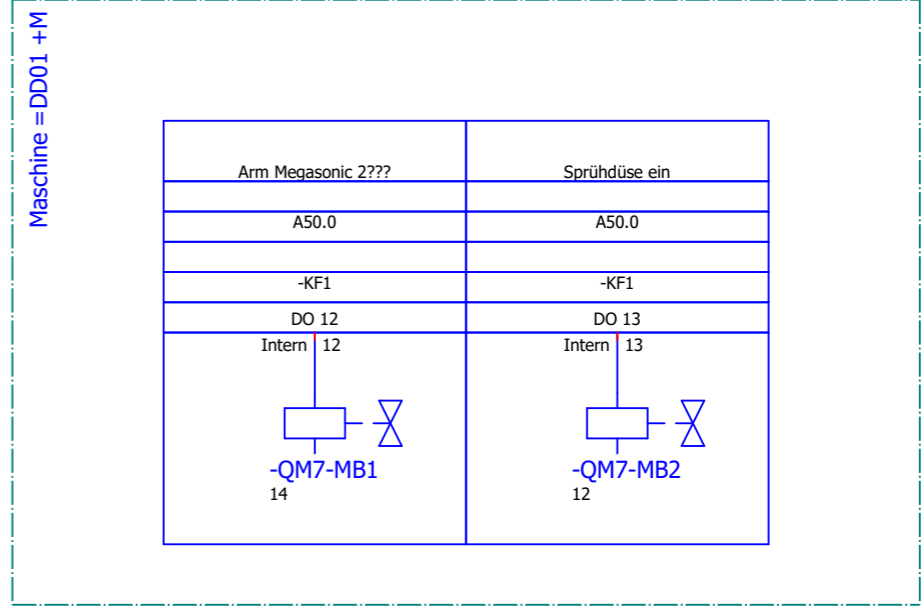 Maschine =DD01 +M
Arm Megasonic 2???
Sprühdüse ein
A50.0
A50.0
-KF1
-KF1
DO 12
DO 13
Intern 12
Intern 13
-QM7-MB1
14
-QM7-MB2
12